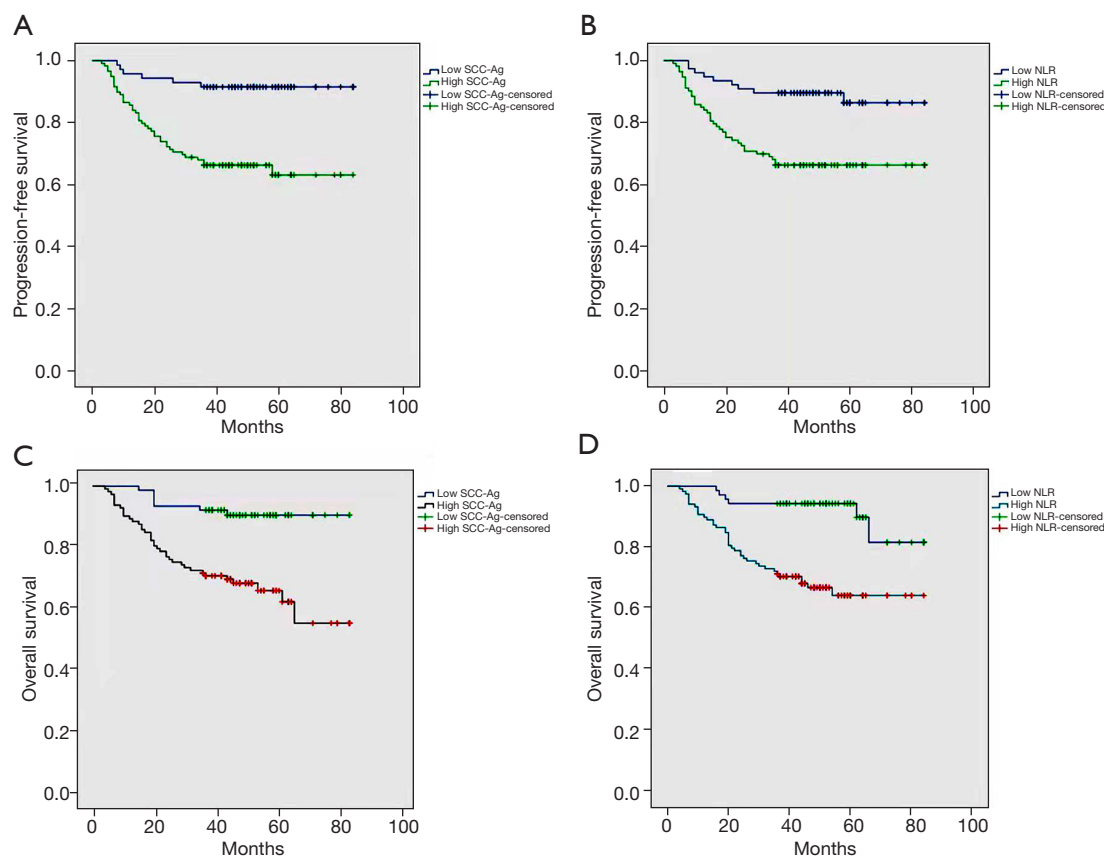 A
1.0
0.8
0.6
0.4
0.2
0.0
Progression-free survival
0 20 40 60 80 100
Months
Low SCC-Ag
High SCC-Ag
Low SCC-Ag-censored
High SCC-Ag-censored
B
1.0
0.8
0.6
0.4
0.2
0.0
Progression-free survival
0 20 40 60 80 100
Months
Low NLR
High NLR
Low NLR-censored
High NLR-censored
C
1.0
0.8
0.6
0.4
0.2
0.0
Overall survival
0 20 40 60 80 100
Months
Low SCC-Ag
High SCC-Ag
Low SCC-Ag-censored
High SCC-Ag-censored
D
1.0
0.8
0.6
0.4
0.2
0.0
Overall survival
0 20 40 60 80 100
Months
Low NLR
High NLR
Low NLR-censored
High NLR-censored